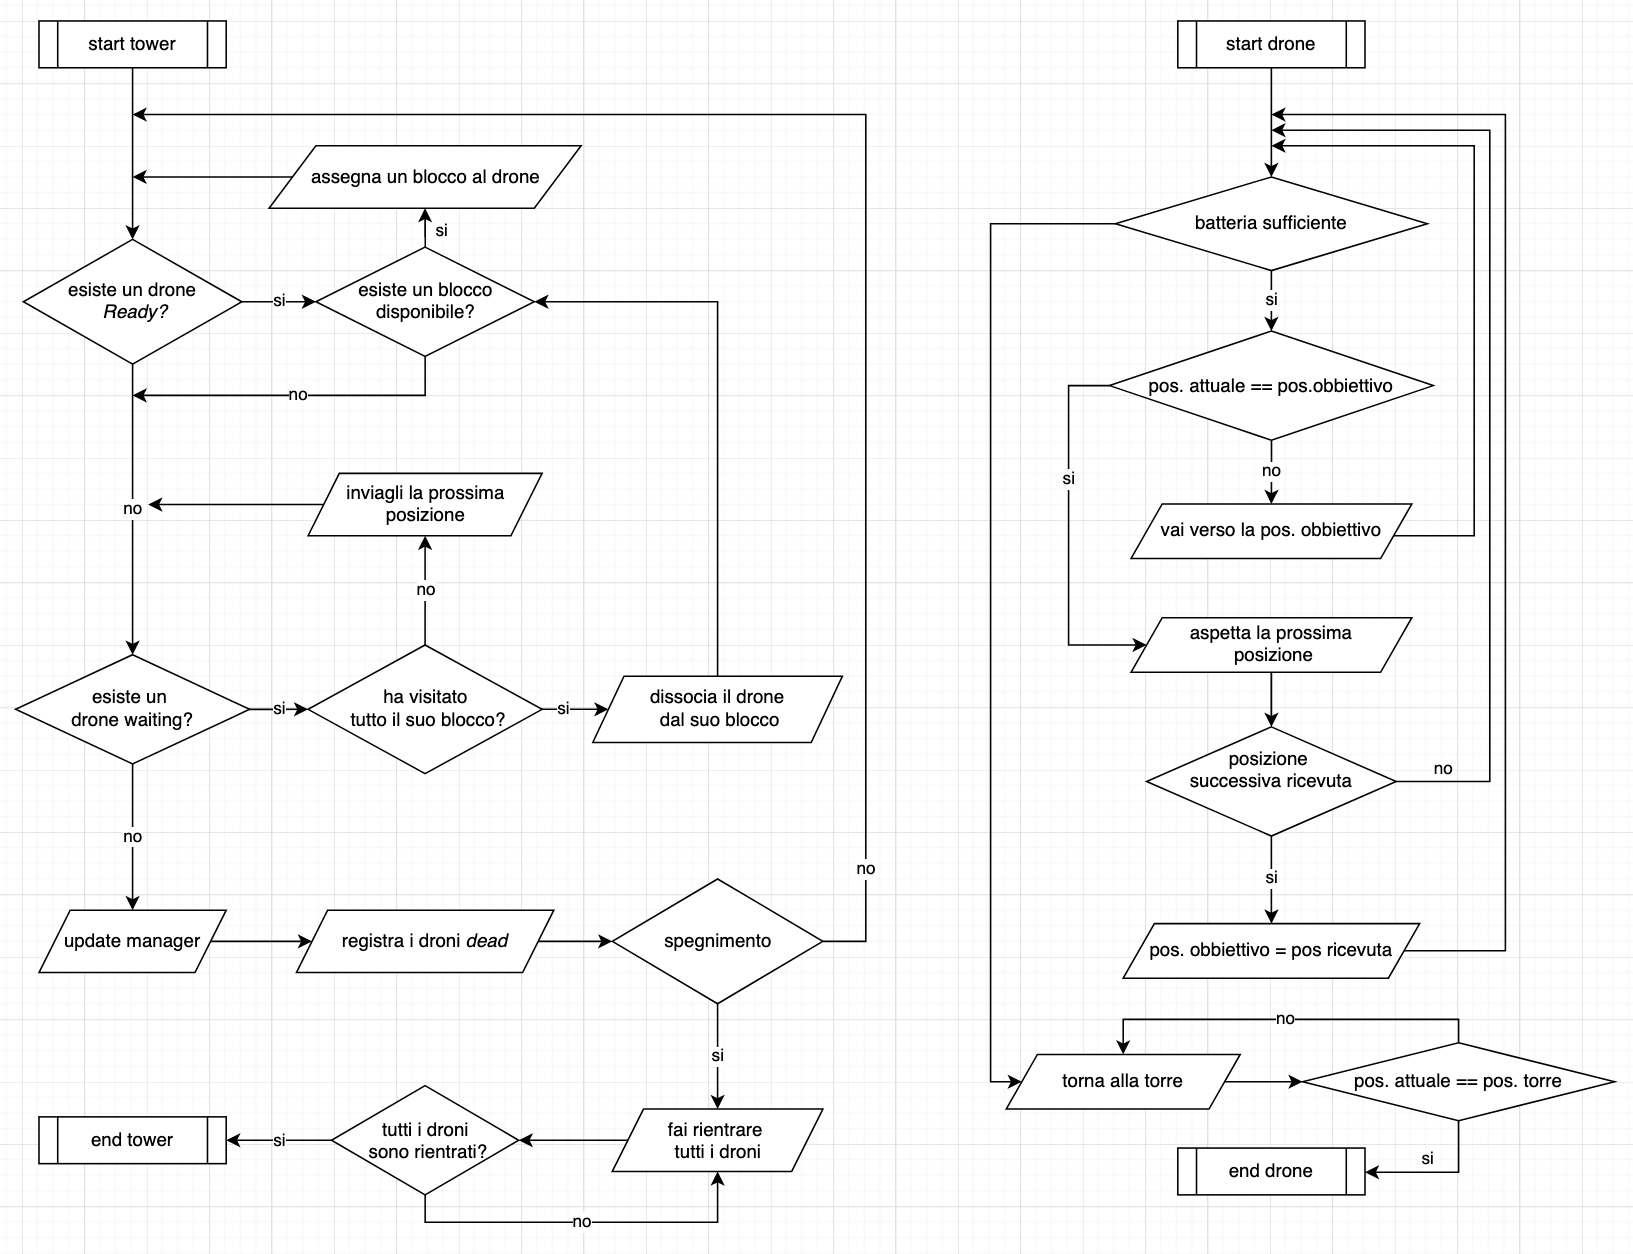 start tower
assegna un blocco al drone
si
esiste un drone
Ready?
si
esiste un blocco
disponibile?
no
inviagli la prossima
posizione
no
no
esiste un
drone waiting?
si
ha visitato
tutto il suo blocco?
si
dissocia il drone
dal suo blocco
no
no
update manager
registra i droni dead
spegnimento
si
end tower
si
tutti i droni
sono rientrati?
fai rientrare
tutti i droni
no
start drone
batteria sufficiente
si
pos. attuale == pos.obbiettivo
si
no
vai verso la pos. obbiettivo
aspetta la prossima
posizione
posizione
successiva ricevuta
no
si
pos. obbiettivo = pos ricevuta
no
torna alla torre
pos. attuale == pos. torre
si
end drone